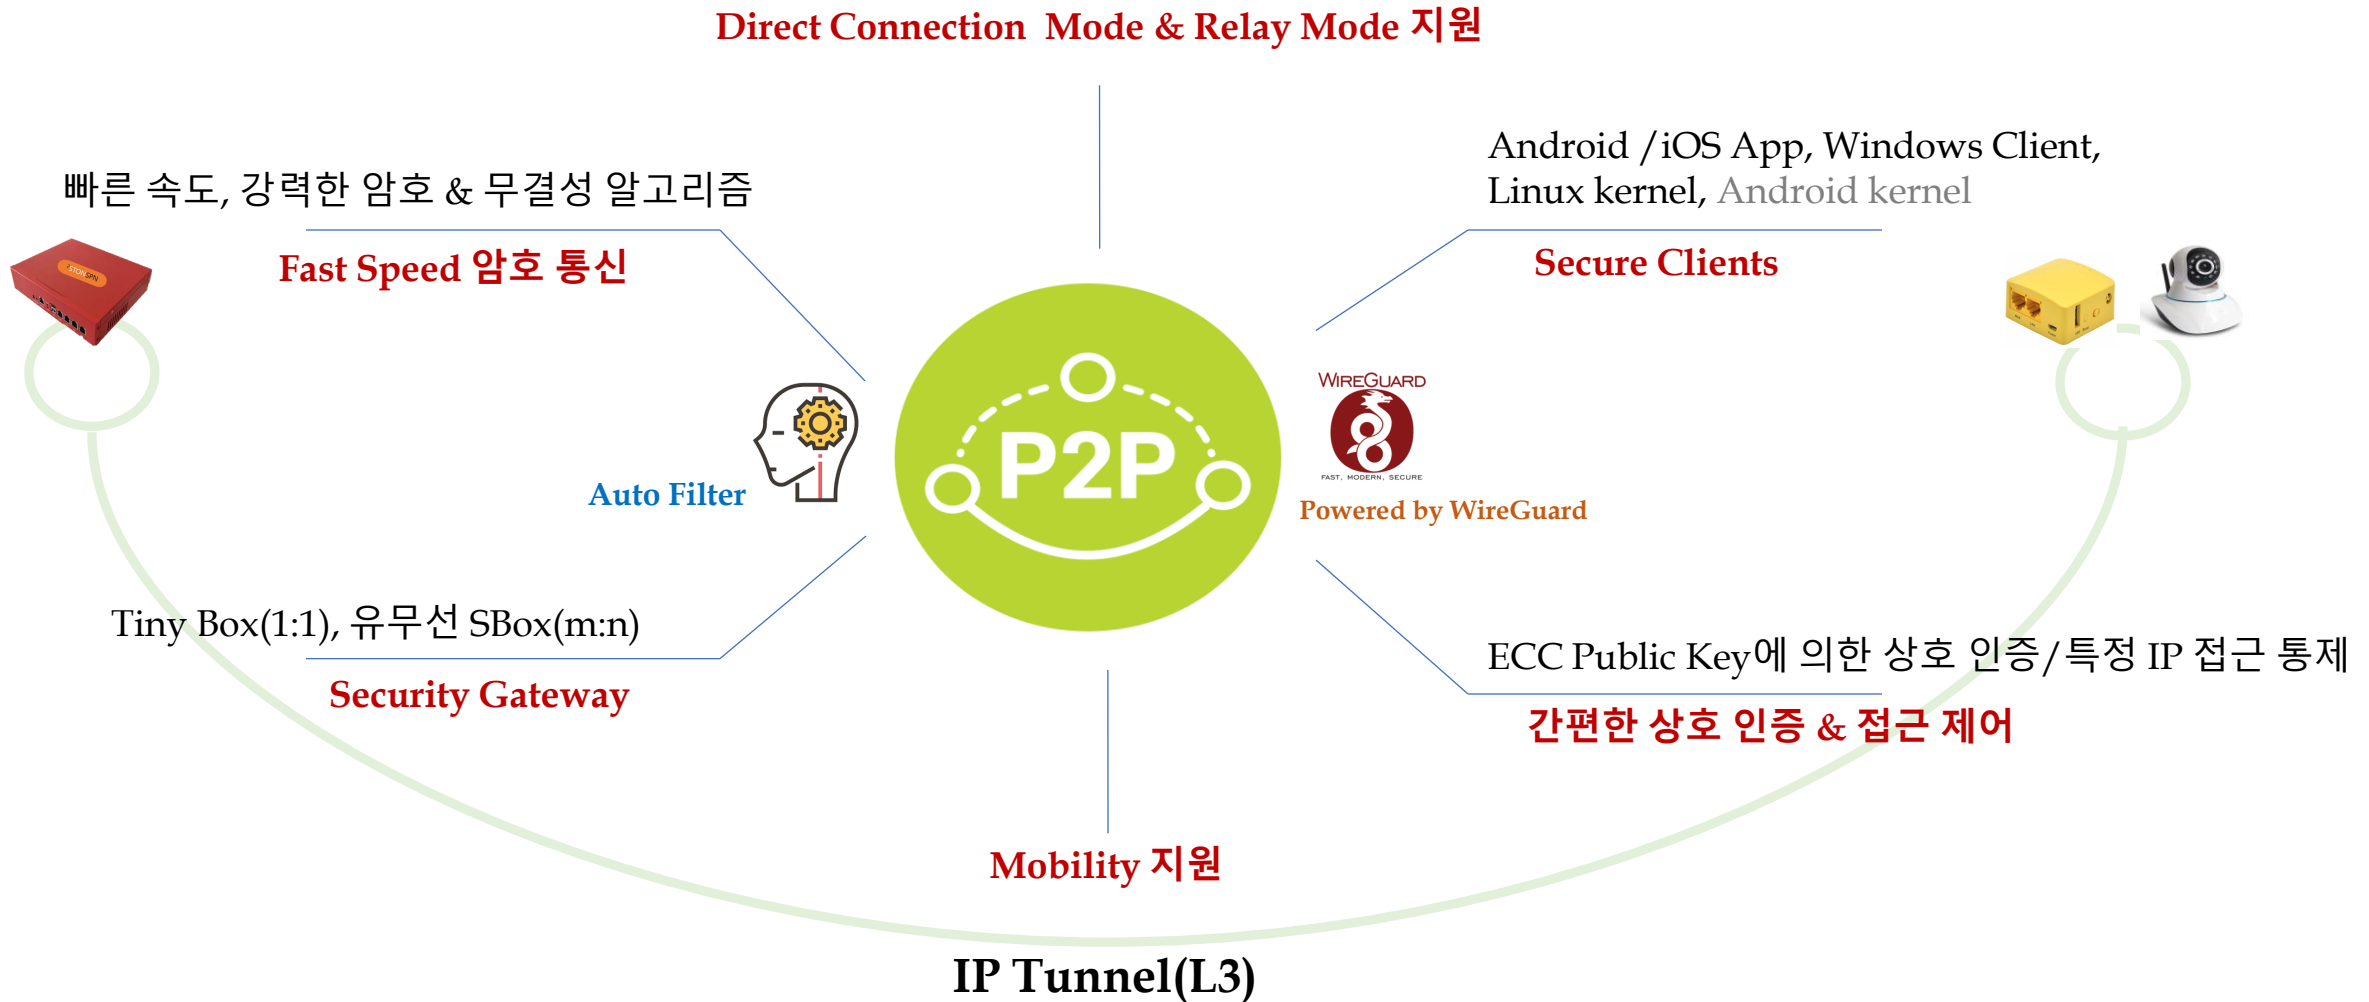 Direct Connection Mode & Relay Mode 지원
빠른 속도, 강력한 암호 & 무결성 알고리즘
Fast Speed 암호 통신
Android /iOS App, Windows Client,
Linux kernel, Android kernel
Secure Clients
STONSPN
P2P
WIREGUARD
FAST, MODERN, SECURE
Auto Filter
Powered by WireGuard
Tiny Box(1:1), 유무선 SBox(m:n)
Security Gateway
ECC Public Key에 의한 상호 인증/특정 IP 접근 통제
간편한 상호 인증 & 접근 제어
Mobility 지원
IP Tunnel(L3)